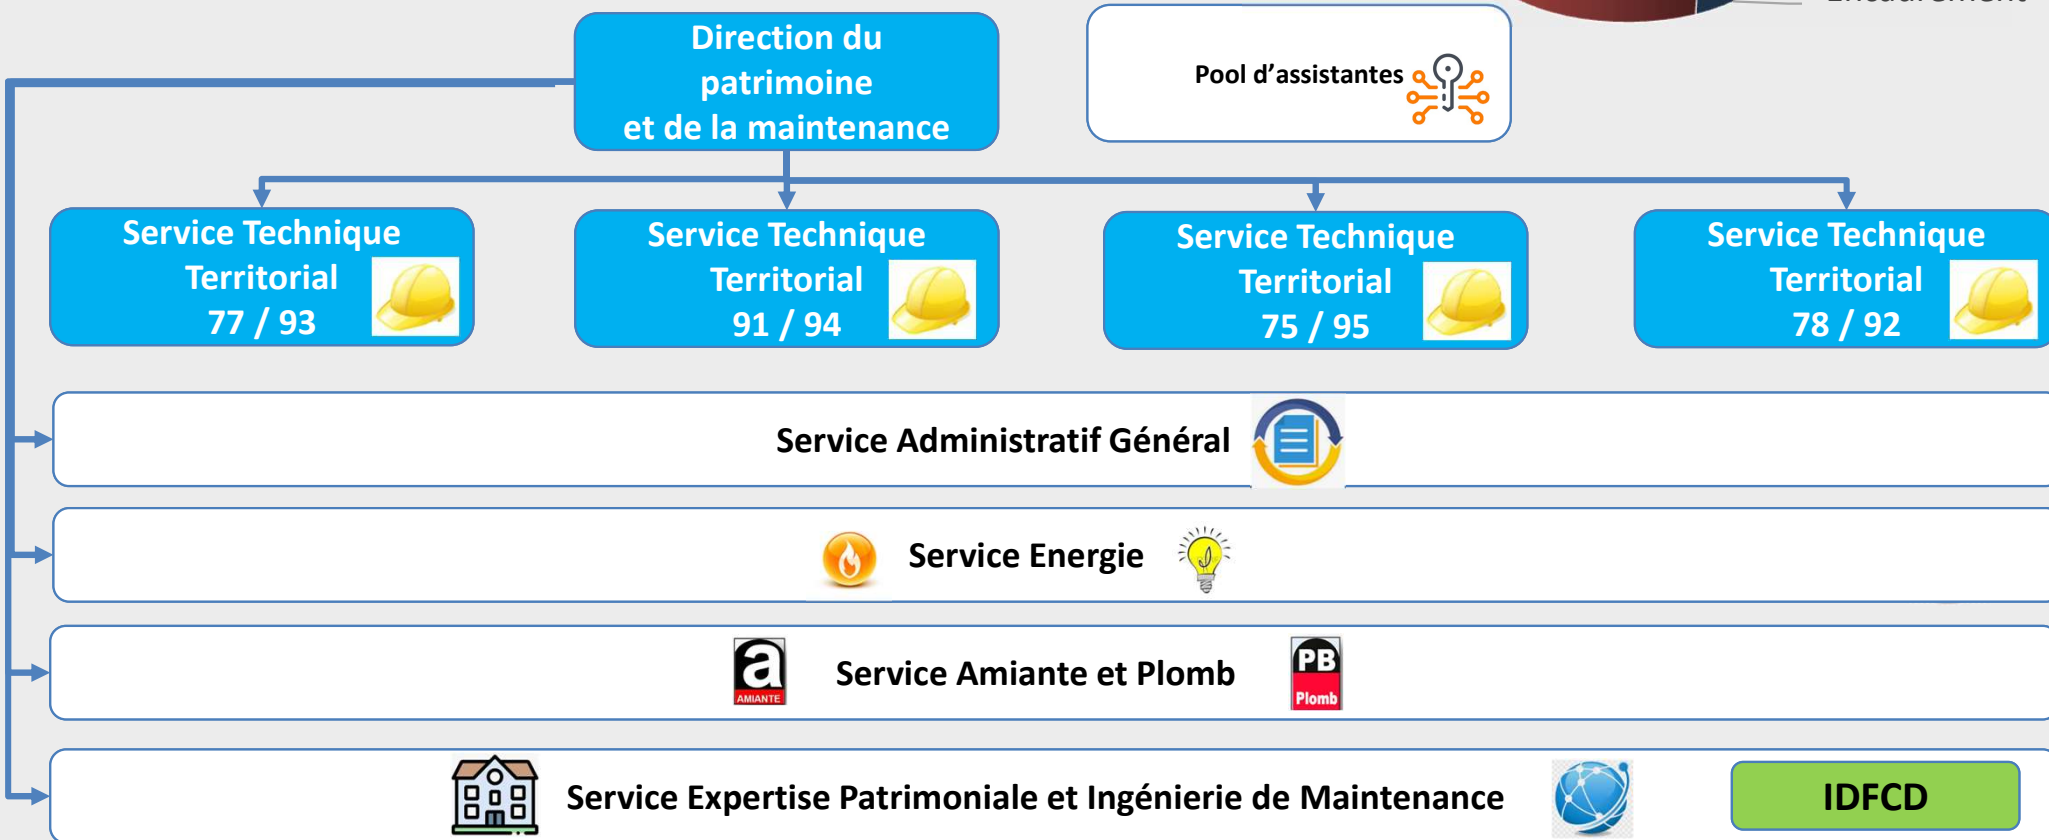 Encadrement
Direction du
patrimoine
et de la maintenance
Pool d'assistantes
Service Technique
Territorial
77 / 93
Service Technique
Territorial
91 / 94
Service Technique
Territorial
75 / 95
Service Technique
Territorial
78 / 92
Service Administratif Général
Service Energie
a
AMIANTE
Service Amiante et Plomb
PB
Plomb
Service Expertise Patrimoniale et Ingénierie de Maintenance
IDFCD